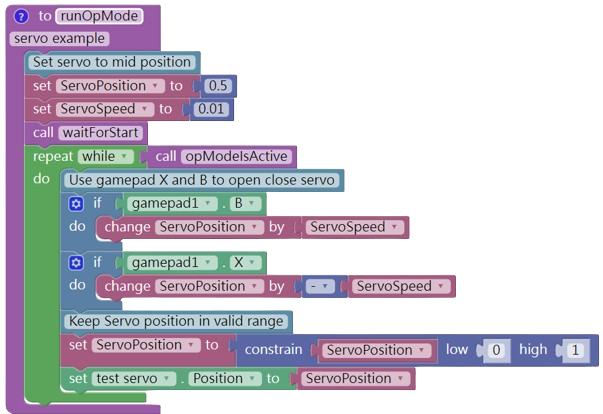 ? to runOpMode
servo example
Set servo to mid position
set ServoPosition to 0.5
set ServoSpeed to 0.01
call waitForStart
repeat while call opModeIsActive
do Use gamepad X and B to open close servo
if gamepad1 . B
do change ServoPosition by ServoSpeed
if gamepad1 . X
do change ServoPosition by - ServoSpeed
Keep Servo position in valid range
set ServoPosition to constrain ServoPosition low 0 high 1
set test servo . Position to ServoPosition